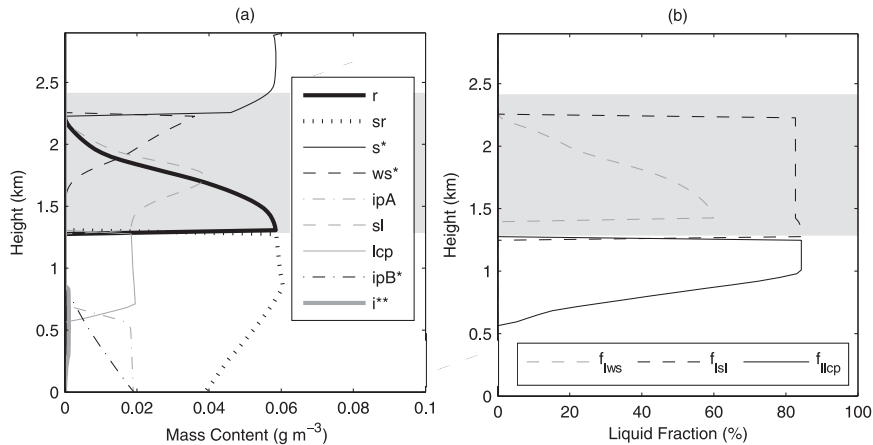 (a)
2.5
2
1.5
1
0.5
0
Height (km)
0
0.02
0.04
0.06
0.08
0.1
Mass Content (g m⁻³)
r
sr
s*
ws*
ipA
sl
lcp
ipB*
i**
(b)
2.5
2
1.5
1
0.5
0
Height (km)
0
20
40
60
80
100
Liquid Fraction (%)
f_lws
f_lsl
f_llcp